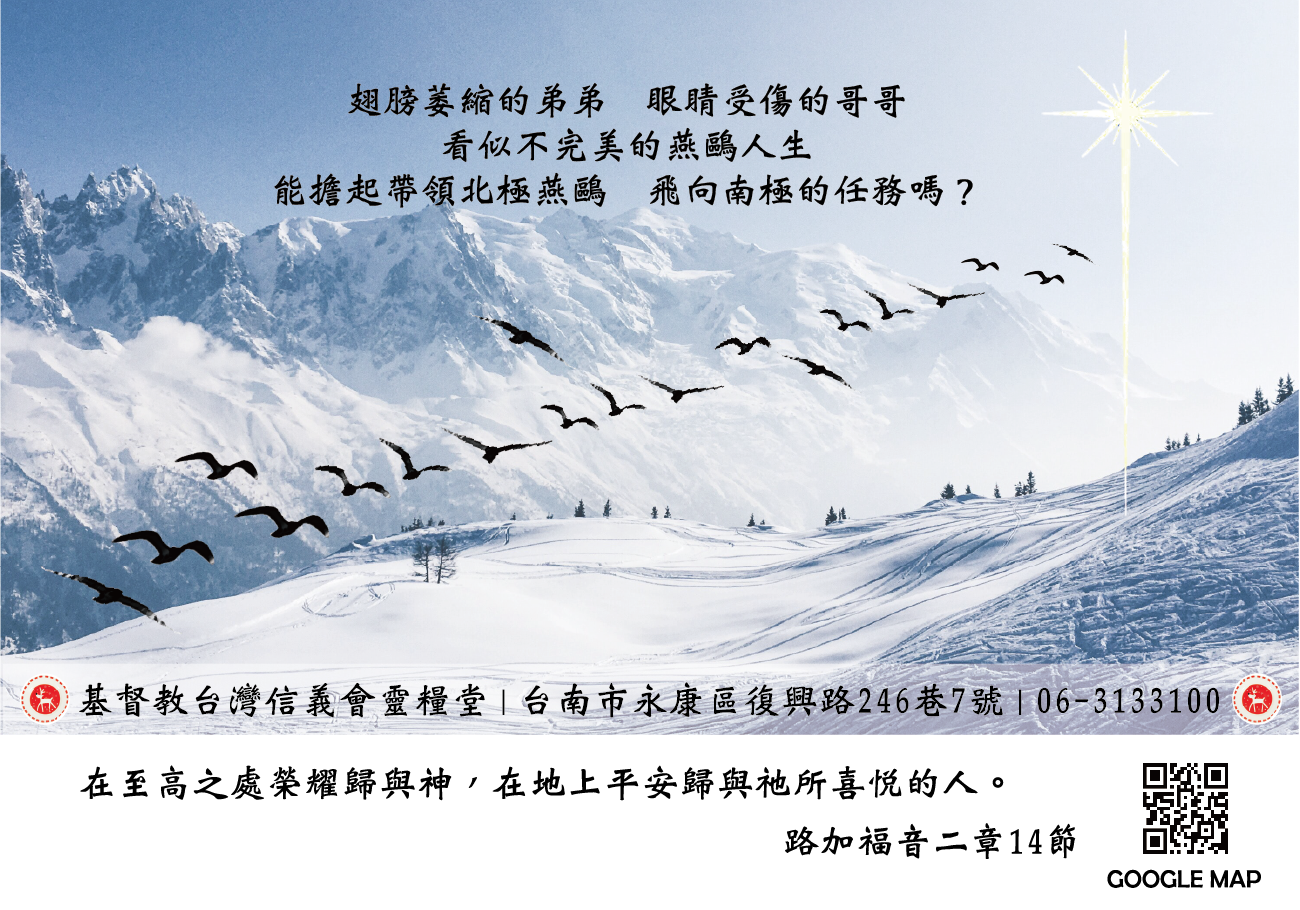 翅膀萎縮的弟弟　眼睛受傷的哥哥
看似不完美的燕鷗人生
能擔起帶領北極燕鷗　飛向南極的任務嗎？
基督教台灣信義會靈糧堂 | 台南市永康區復興路246巷7號 | 06-3133100
在至高之處榮耀歸與神，在地上平安歸與祂所喜悅的人。
路加福音二章14節
GOOGLE MAP